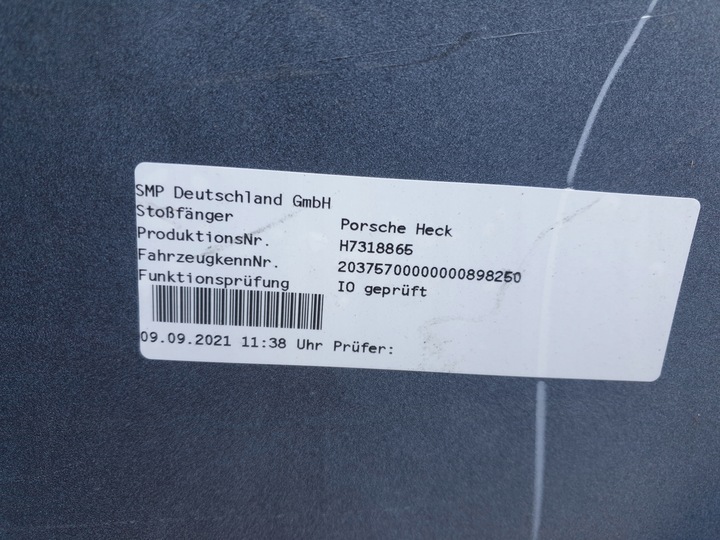 SMP Deutschland GmbH
Stoßfänger Porsche Heck
ProduktionsNr. H7318865
FahrzeugkennNr. 20375700000000898250
Funktionsprüfung IO geprüft
09.09.2021 11:38 Uhr Prüfer: